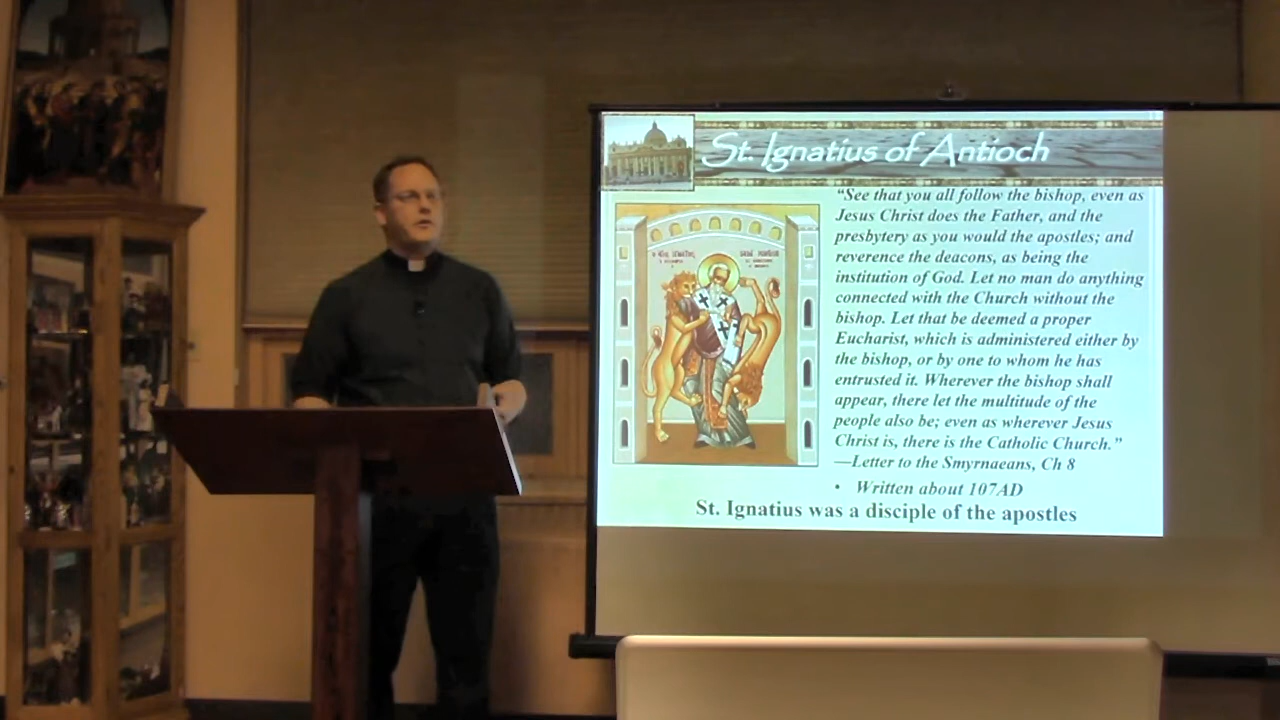 St. Ignatius of Antioch
“See that you all follow the bishop, even as
Jesus Christ does the Father, and the
presbytery as you would the apostles; and
reverence the deacons, as being the
institution of God. Let no man do anything
connected with the Church without the
bishop. Let that be deemed a proper
Eucharist, which is administered either by
the bishop, or by one to whom he has
entrusted it. Wherever the bishop shall
appear, there let the multitude of the
people also be; even as wherever Jesus
Christ is, there is the Catholic Church.”
—Letter to the Smyrnaeans, Ch 8
• Written about 107AD
St. Ignatius was a disciple of the apostles